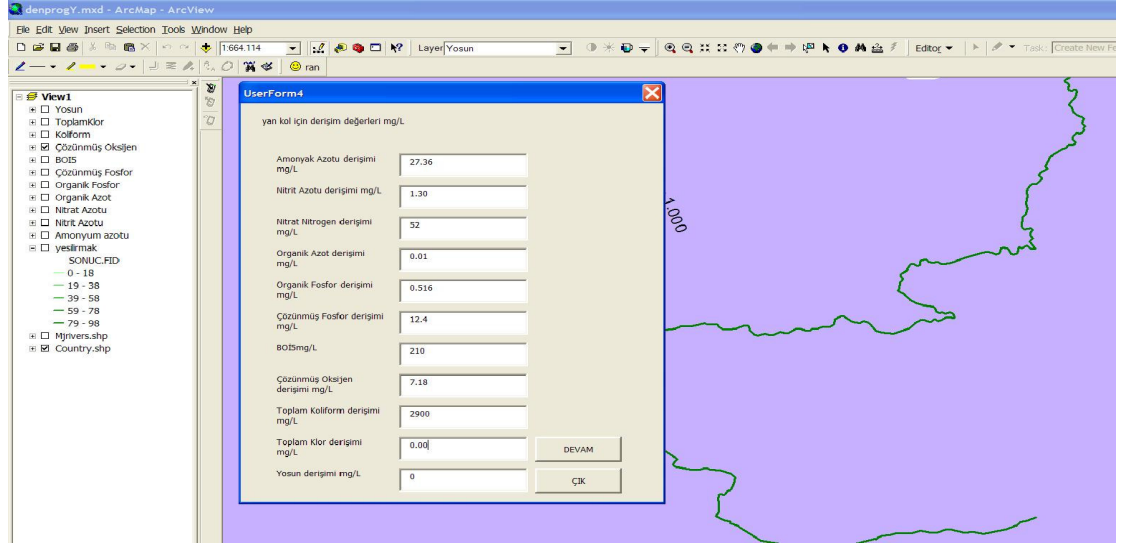 denprogY.mxd - ArcMap - ArcView
File Edit View Insert Selection Tools Window Help
1:664.114
Layer Yosun
Editor
Task: Create New Fe
ran
View1
Yosun
ToplamKlor
Koliform
Çözünmüş Oksijen
BOI5
Çözünmüş Fosfor
Organik Fosfor
Organik Azot
Nitrat Azotu
Nitrit Azotu
Amonyum azotu
yesilirmak
SONUC.FID
0 - 18
19 - 38
39 - 58
59 - 78
79 - 98
Mjrivers.shp
Country.shp
UserForm4
yan kol için derişim değerleri mg/L
Amonyak Azotu derişimi
mg/L
27.36
Nitrit Azotu derişimi mg/L
1.30
Nitrat Nitrogen derişimi
mg/L
52
Organik Azot derişimi
mg/L
0.01
Organik Fosfor derişimi
mg/L
0.516
Çözünmüş Fosfor derişimi
mg/L
12.4
BOİ5mg/L
210
Çözünmüş Oksijen
derişimi mg/L
7.18
Toplam Koliform derişimi
mg/L
2900
Toplam Klor derişimi
mg/L
0.00
DEVAM
Yosun derişimi mg/L
0
ÇIK
1.000